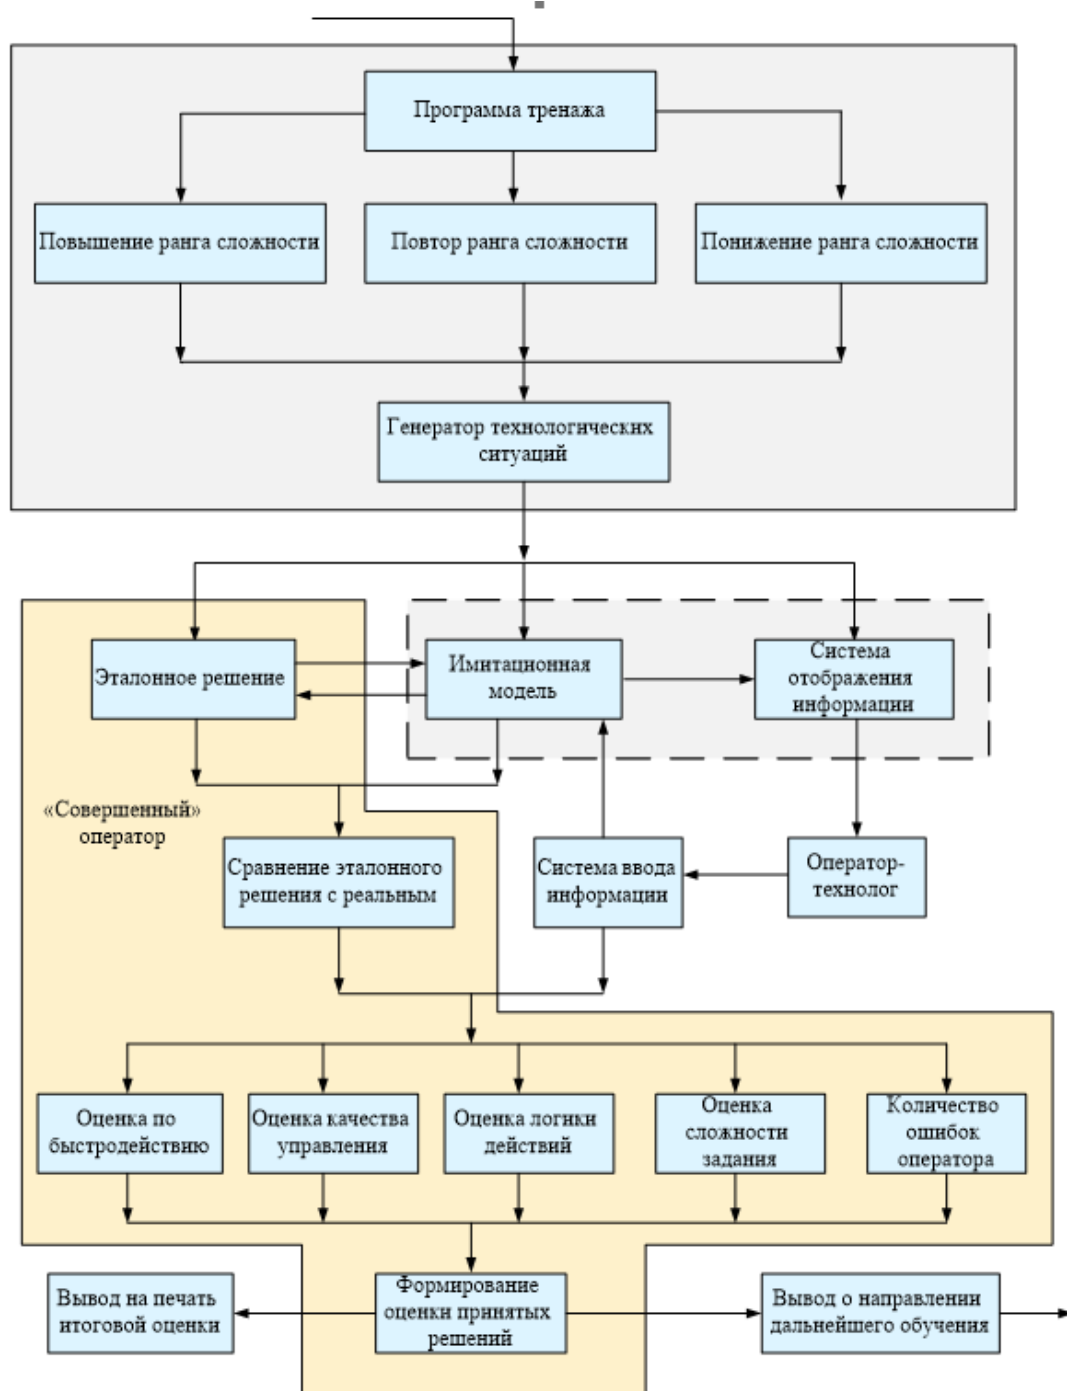 Программа тренажа
Повышение ранга сложности
Повтор ранга сложности
Понижение ранга сложности
Генератор технологических
ситуаций
Эталонное решение
Имитационная
модель
Система
отображения
информации
«Совершенный»
оператор
Сравнение эталонного
решения с реальным
Система ввода
информации
Оператор-
технолог
Оценка по
быстродействию
Оценка качества
управления
Оценка логики
действий
Оценка
сложности
задания
Количество
ошибок
оператора
Вывод на печать
итоговой оценки
Формирование
оценки принятых
решений
Вывод о направлении
дальнейшего обучения